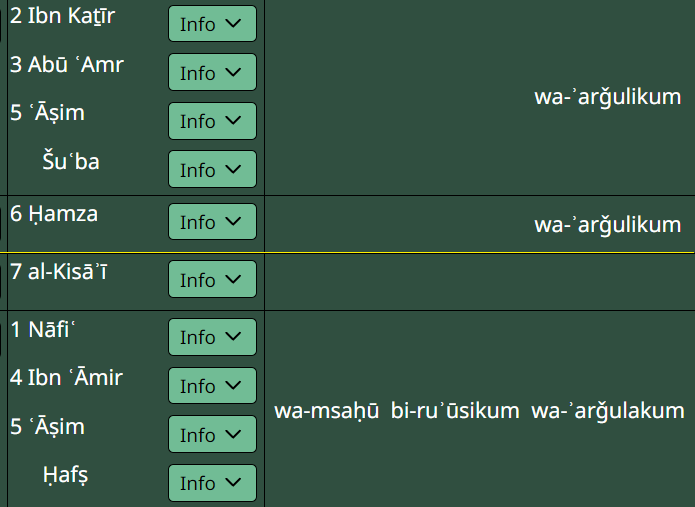 2 Ibn Kaṯīr Info
3 Abū ʿAmr Info
wa-ʾarǧulikum
5 ʿĀṣim Info
Šuʿba Info
6 Ḥamza Info wa-ʾarǧulikum
7 al-Kisāʾī Info
1 Nāfiʿ Info
4 Ibn ʿĀmir Info
wa-msaḥū bi-ruʾūsikum wa-ʾarǧulakum
5 ʿĀṣim Info
Ḥafṣ Info